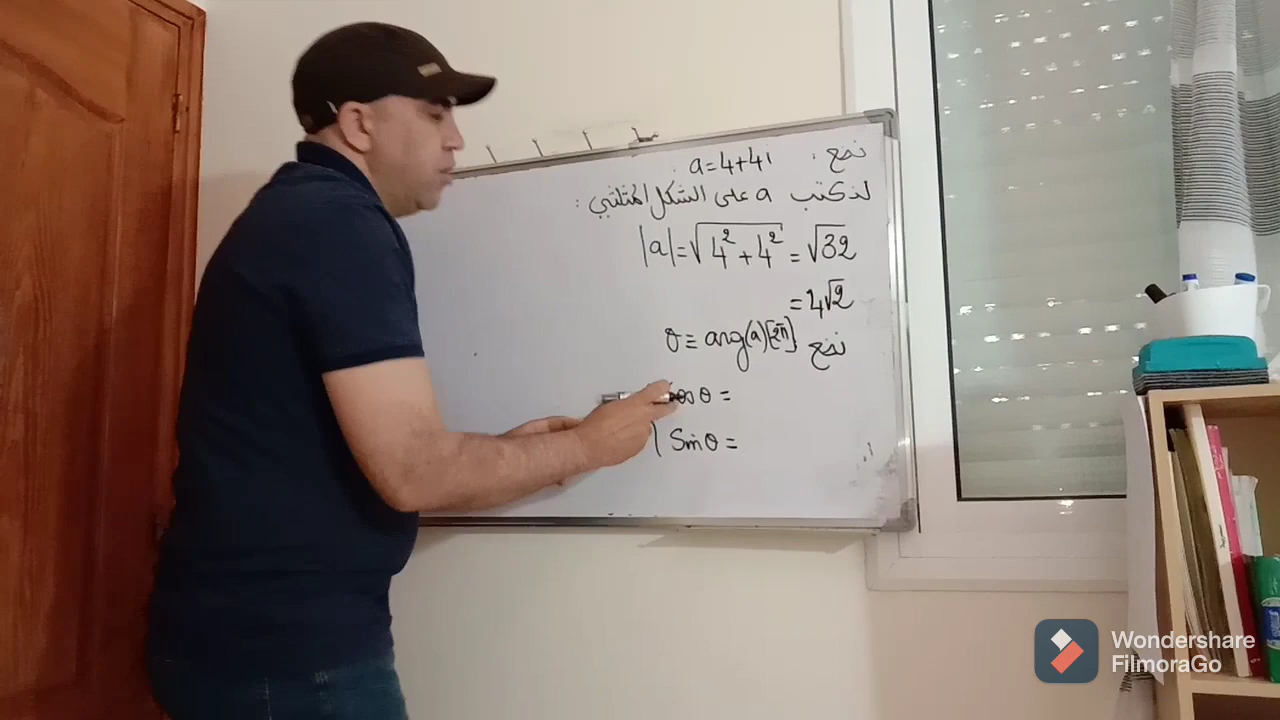 نضع : a=4+4i
لنكتب a على الشكل المثلثي :
|a|=√4²+4² = √32
= 4√2
نضع θ ≡ arg(a)[2π]
cosθ =
sinθ =
Wondershare
FilmoraGo